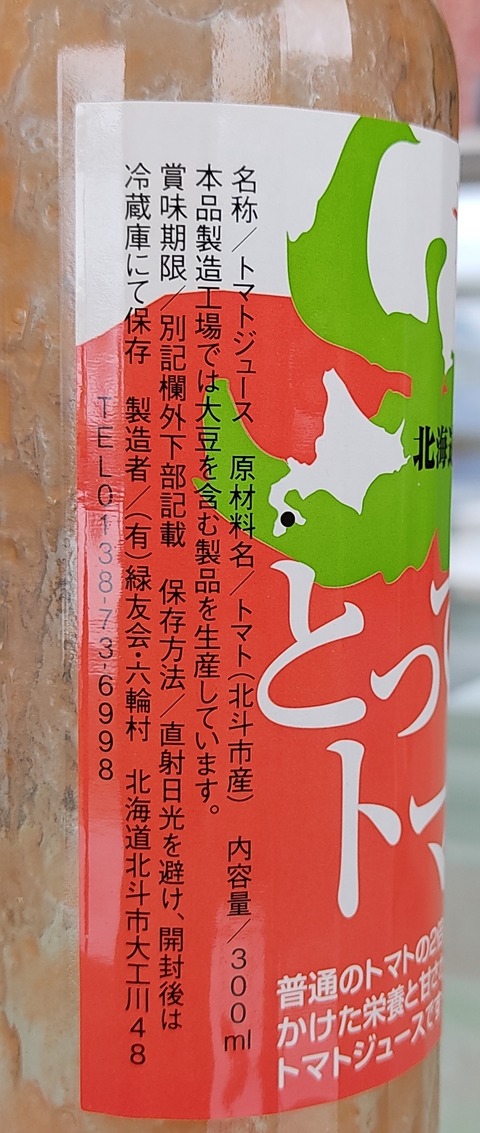 名称／トマトジュース　原材料名／トマト（北斗市産）　内容量／300ml
本品製造工場では大豆を含む製品を生産しています。
賞味期限／別記欄外下部記載　保存方法／直射日光を避け、開封後は
冷蔵庫にて保存　製造者／（有）緑友会・六輪村　北海道北斗市大工川48
TEL0138-73-6998
北海
とっ
トマ
普通のトマトの2倍
かけた栄養と甘さ
トマトジュースです